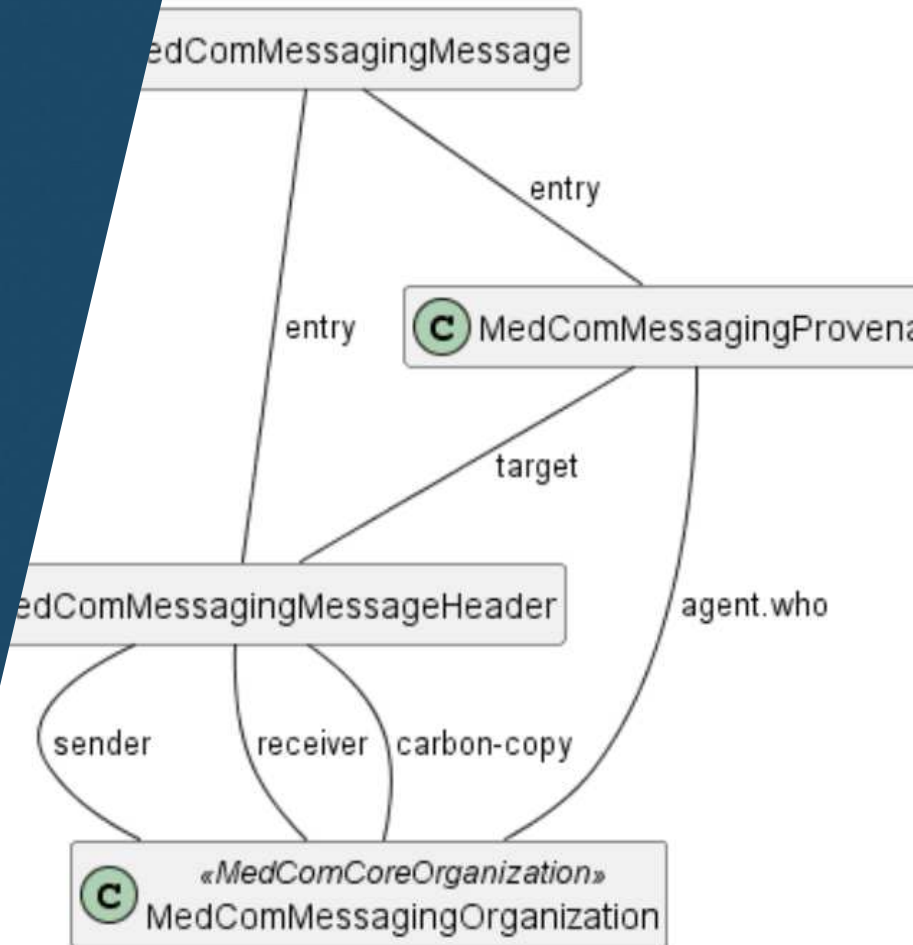 edComMessagingMessage
entry
entry
C MedComMessagingProvena
target
edComMessagingMessageHeader
agent.who
sender
receiver
carbon-copy
«MedComCoreOrganization»
C MedComMessagingOrganization